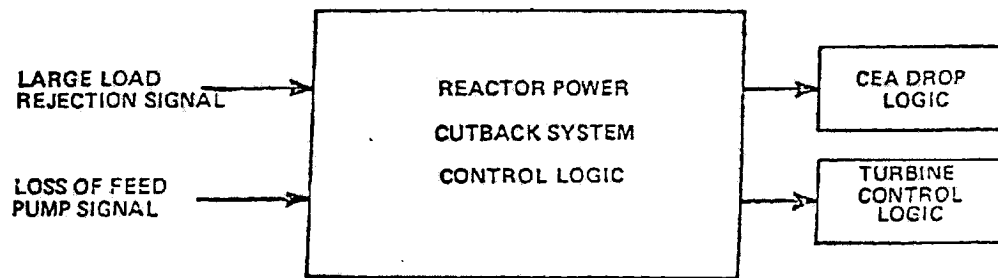 LARGE LOAD
REJECTION SIGNAL
LOSS OF FEED
PUMP SIGNAL
REACTOR POWER
CUTBACK SYSTEM
CONTROL LOGIC
CEA DROP
LOGIC
TURBINE
CONTROL
LOGIC